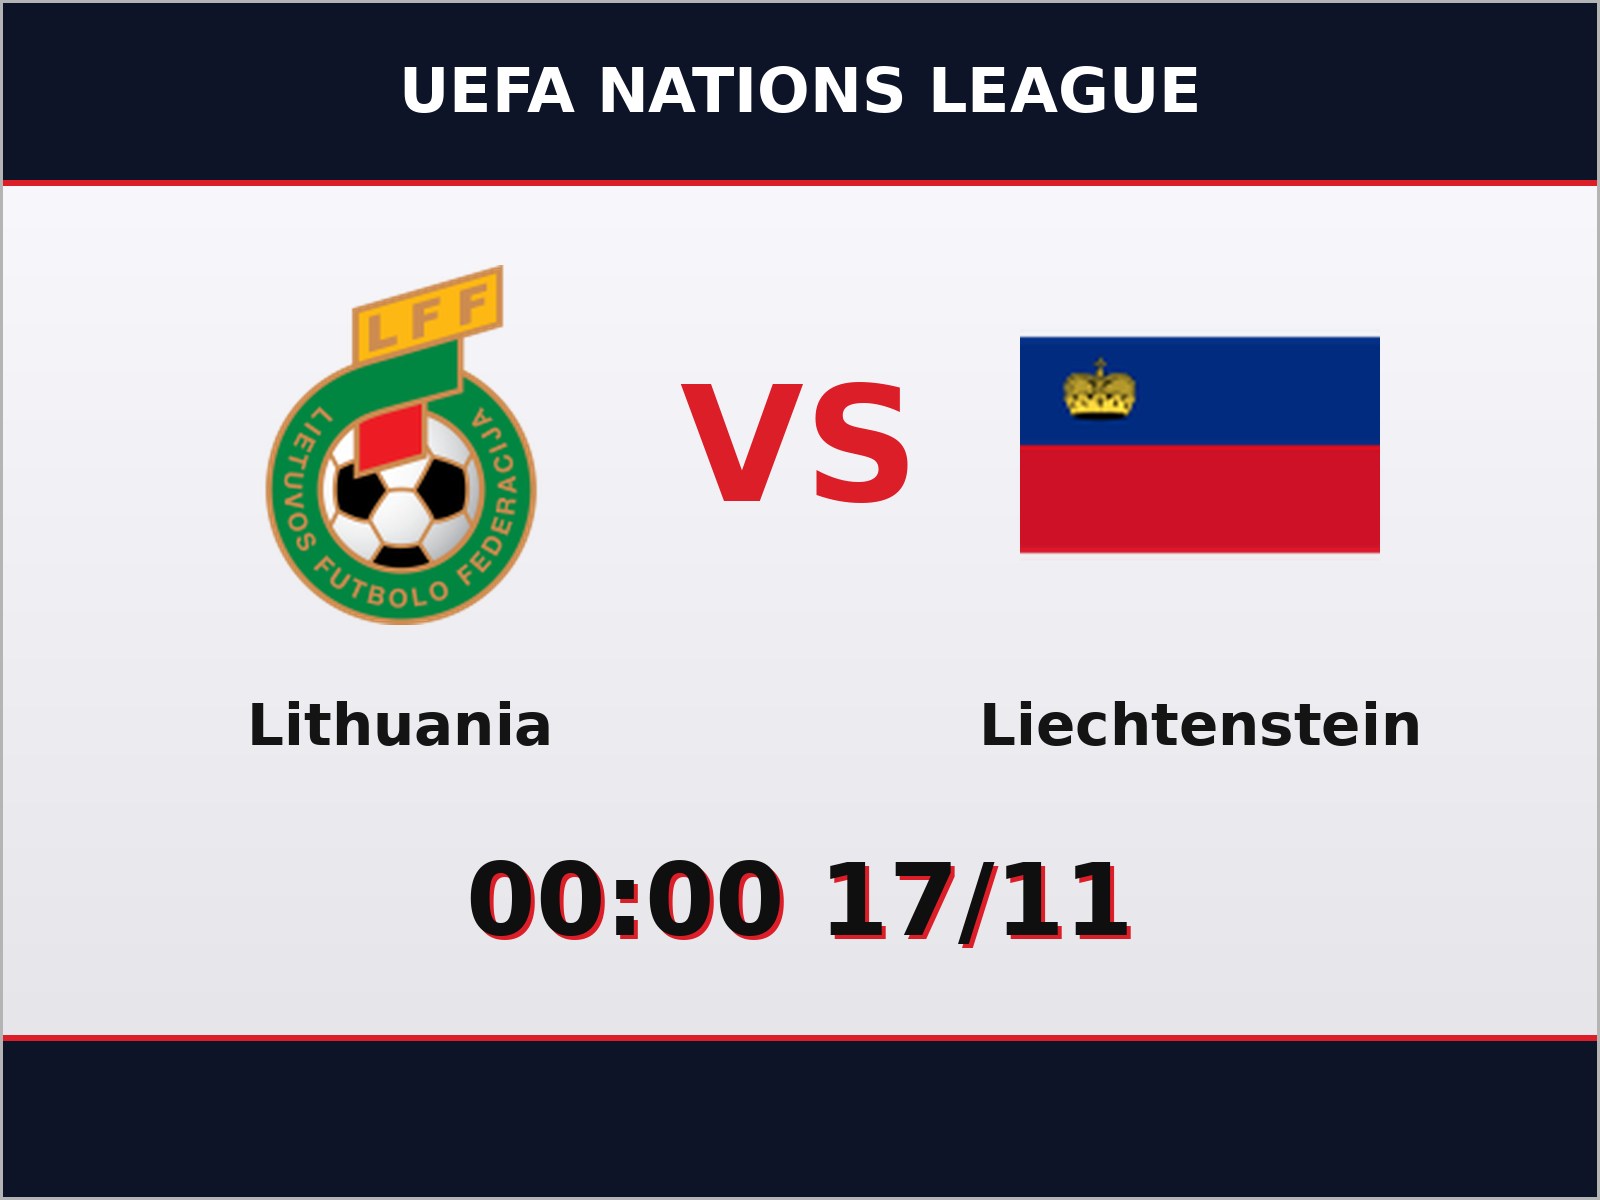 UEFA NATIONS LEAGUE
LFF
LIETUVOS FUTBOLO FEDERACIJA
VS
Lithuania
Liechtenstein
00:00 17/11